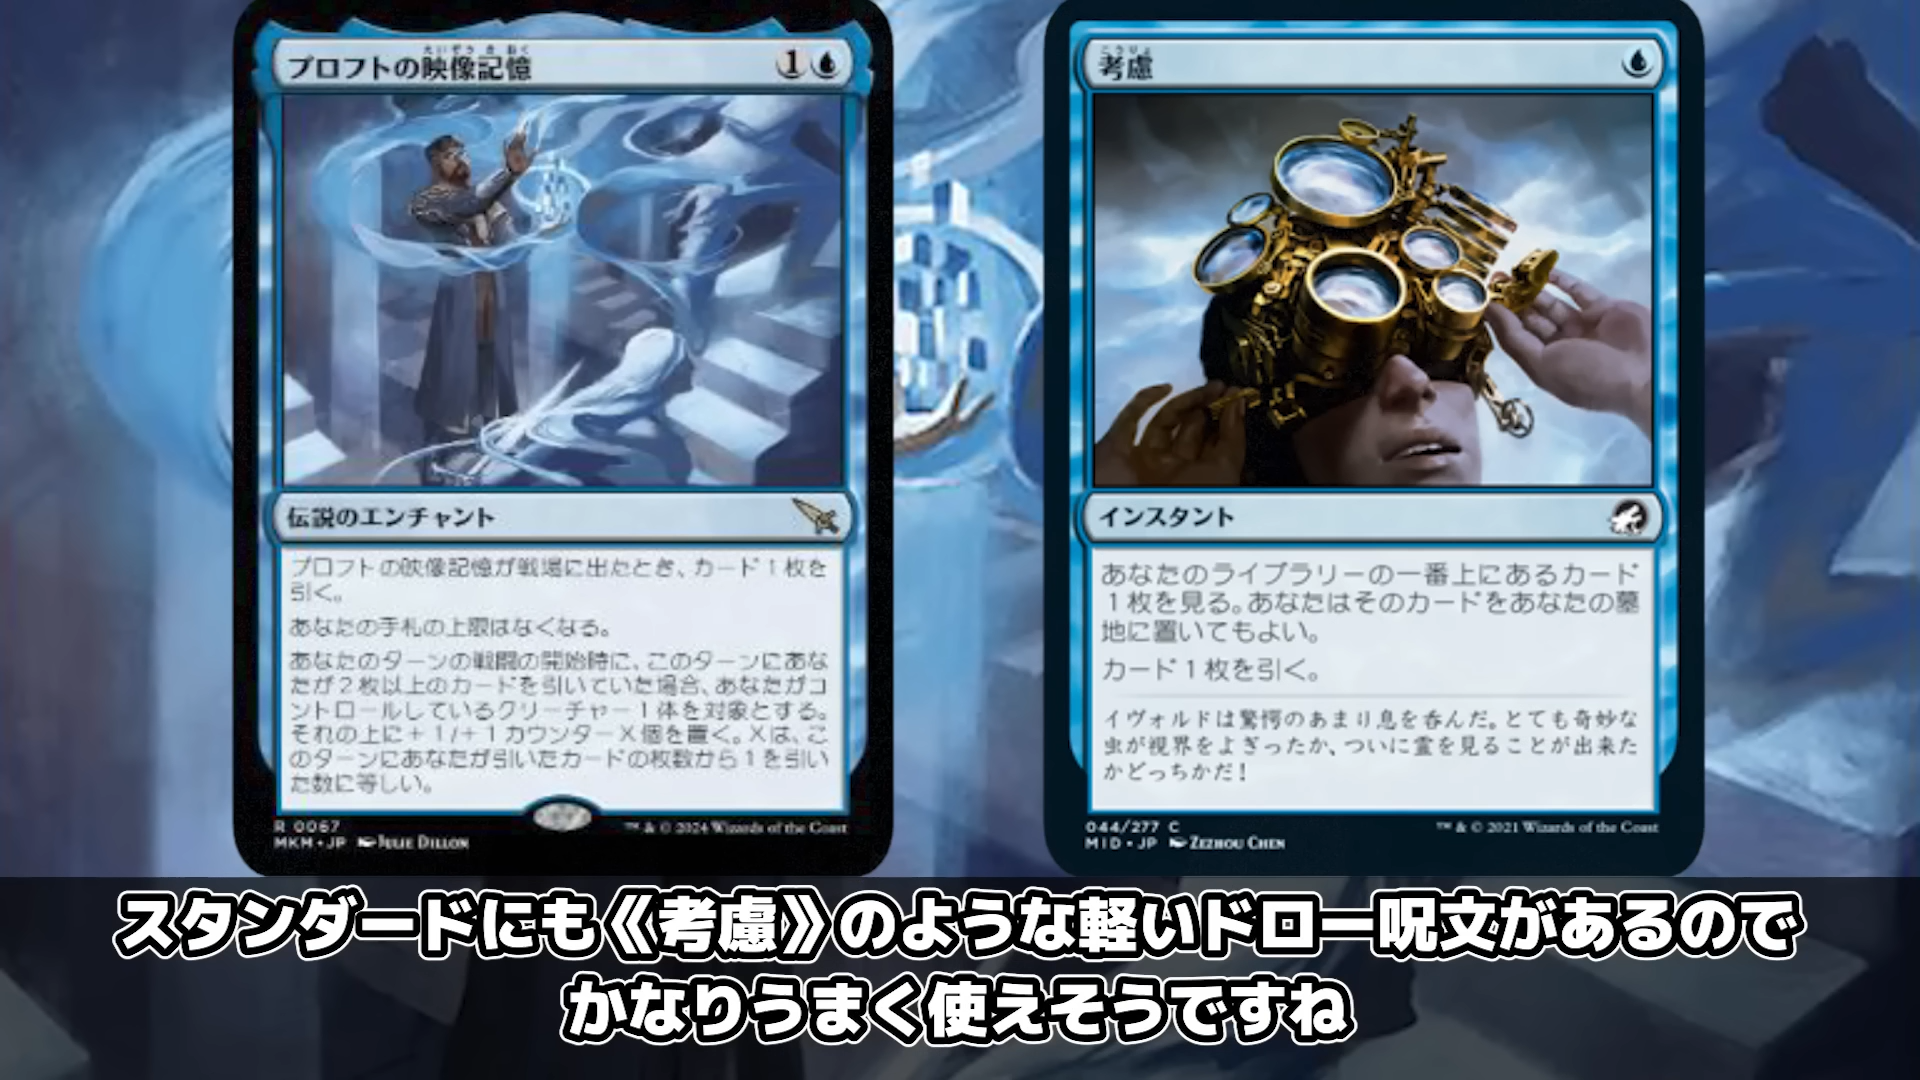 たいぞう き おく
プロフトの映像記憶
1
伝説のエンチャント
プロフトの映像記憶が戦場に出たとき、カード1枚を
引く。
あなたの手札の上限はなくなる。
あなたのターンの戦闘の開始時に、このターンにあな
たが2枚以上のカードを引いていた場合、あなたがコ
ントロールしているクリーチャー1体を対象とする。
それの上に+1/+1カウンターX個を置く。Xは、こ
のターンにあなたが引いたカードの枚数から1を引い
た数に等しい。
R 0067
MKM • JP JULIE DILLON
™ & © 2024 Wizards of the Coast
こうりょ
考慮
インスタント
あなたのライブラリーの一番上にあるカード
1枚を見る。あなたはそのカードをあなたの墓
地に置いてもよい。
カード1枚を引く。
イヴォルドは驚愕のあまり息を呑んだ。とても奇妙な
虫が視界をよぎったか、ついに霊を見ることが出来た
かどっちかだ！
044/277 C
MID • JP ZEZHOU CHEN
™ & © 2021 Wizards of the Coast
スタンダードにも《考慮》のような軽いドロー呪文があるので
かなりうまく使えそうですね